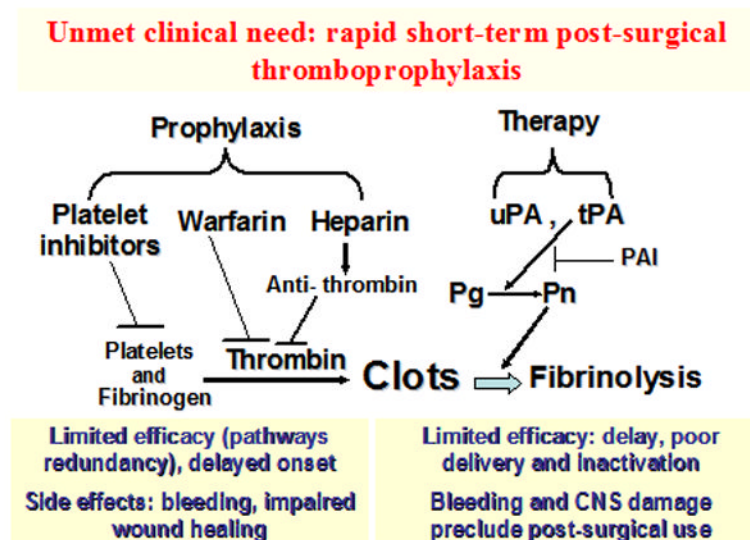 Unmet clinical need: rapid short-term post-surgical
thromboprophylaxis
Prophylaxis
Therapy
Platelet
inhibitors
Warfarin
Heparin
uPA , tPA
Anti- thrombin
PAI
Pg
Pn
Platelets
and
Fibrinogen
Thrombin
Clots
Fibrinolysis
Limited efficacy (pathways
redundancy), delayed onset
Side effects: bleeding, impaired
wound healing
Limited efficacy: delay, poor
delivery and inactivation
Bleeding and CNS damage
preclude post-surgical use